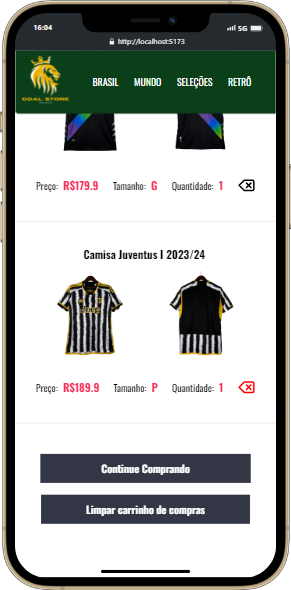 16:04
5G
http://localhost:5173
GOAL STORE
BRASIL MUNDO SELEÇÕES RETRÔ
Preço: R$179.9 Tamanho: G Quantidade: 1
Camisa Juventus I 2023/24
Preço: R$189.9 Tamanho: P Quantidade: 1
Continue Comprando
Limpar carrinho de compras